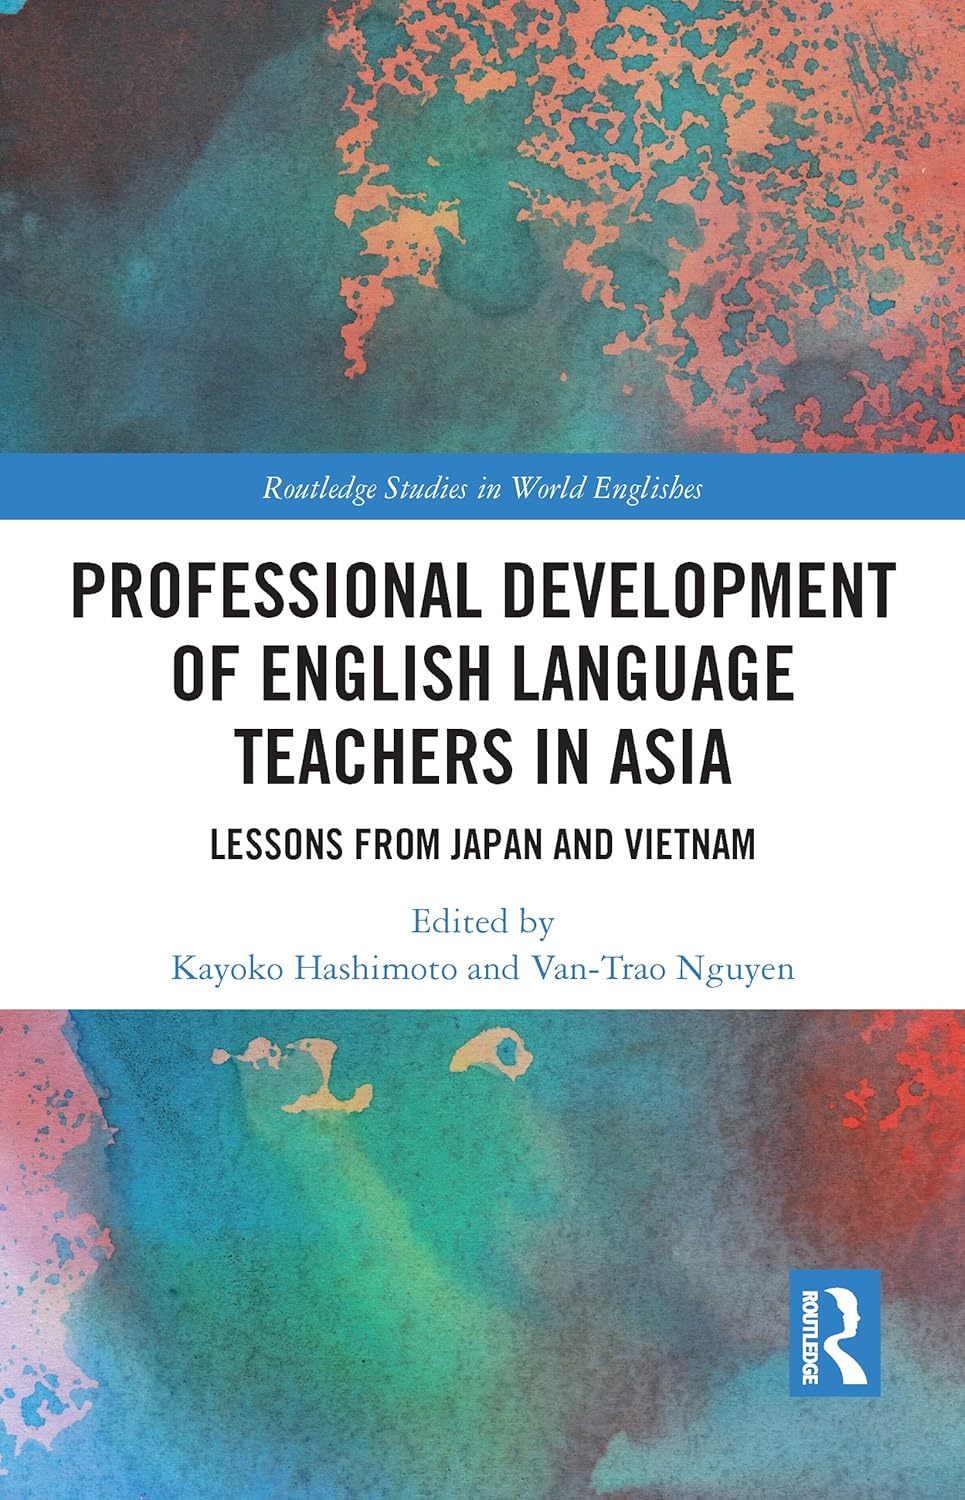 Routledge Studies in World Englishes
PROFESSIONAL DEVELOPMENT
OF ENGLISH LANGUAGE
TEACHERS IN ASIA
LESSONS FROM JAPAN AND VIETNAM
Edited by
Kayoko Hashimoto and Van-Trao Nguyen
ROUTLEDGE